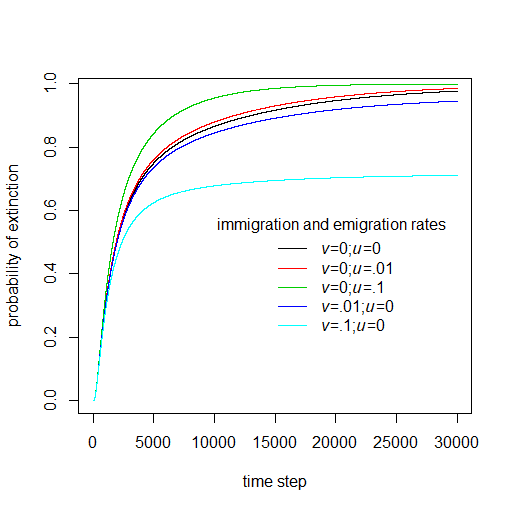 1.0
0.8
0.6
0.4
0.2
0.0
probability of extinction
immigration and emigration rates
v=0;u=0
v=0;u=.01
v=0;u=.1
v=.01;u=0
v=.1;u=0
0 5000 10000 15000 20000 25000 30000
time step